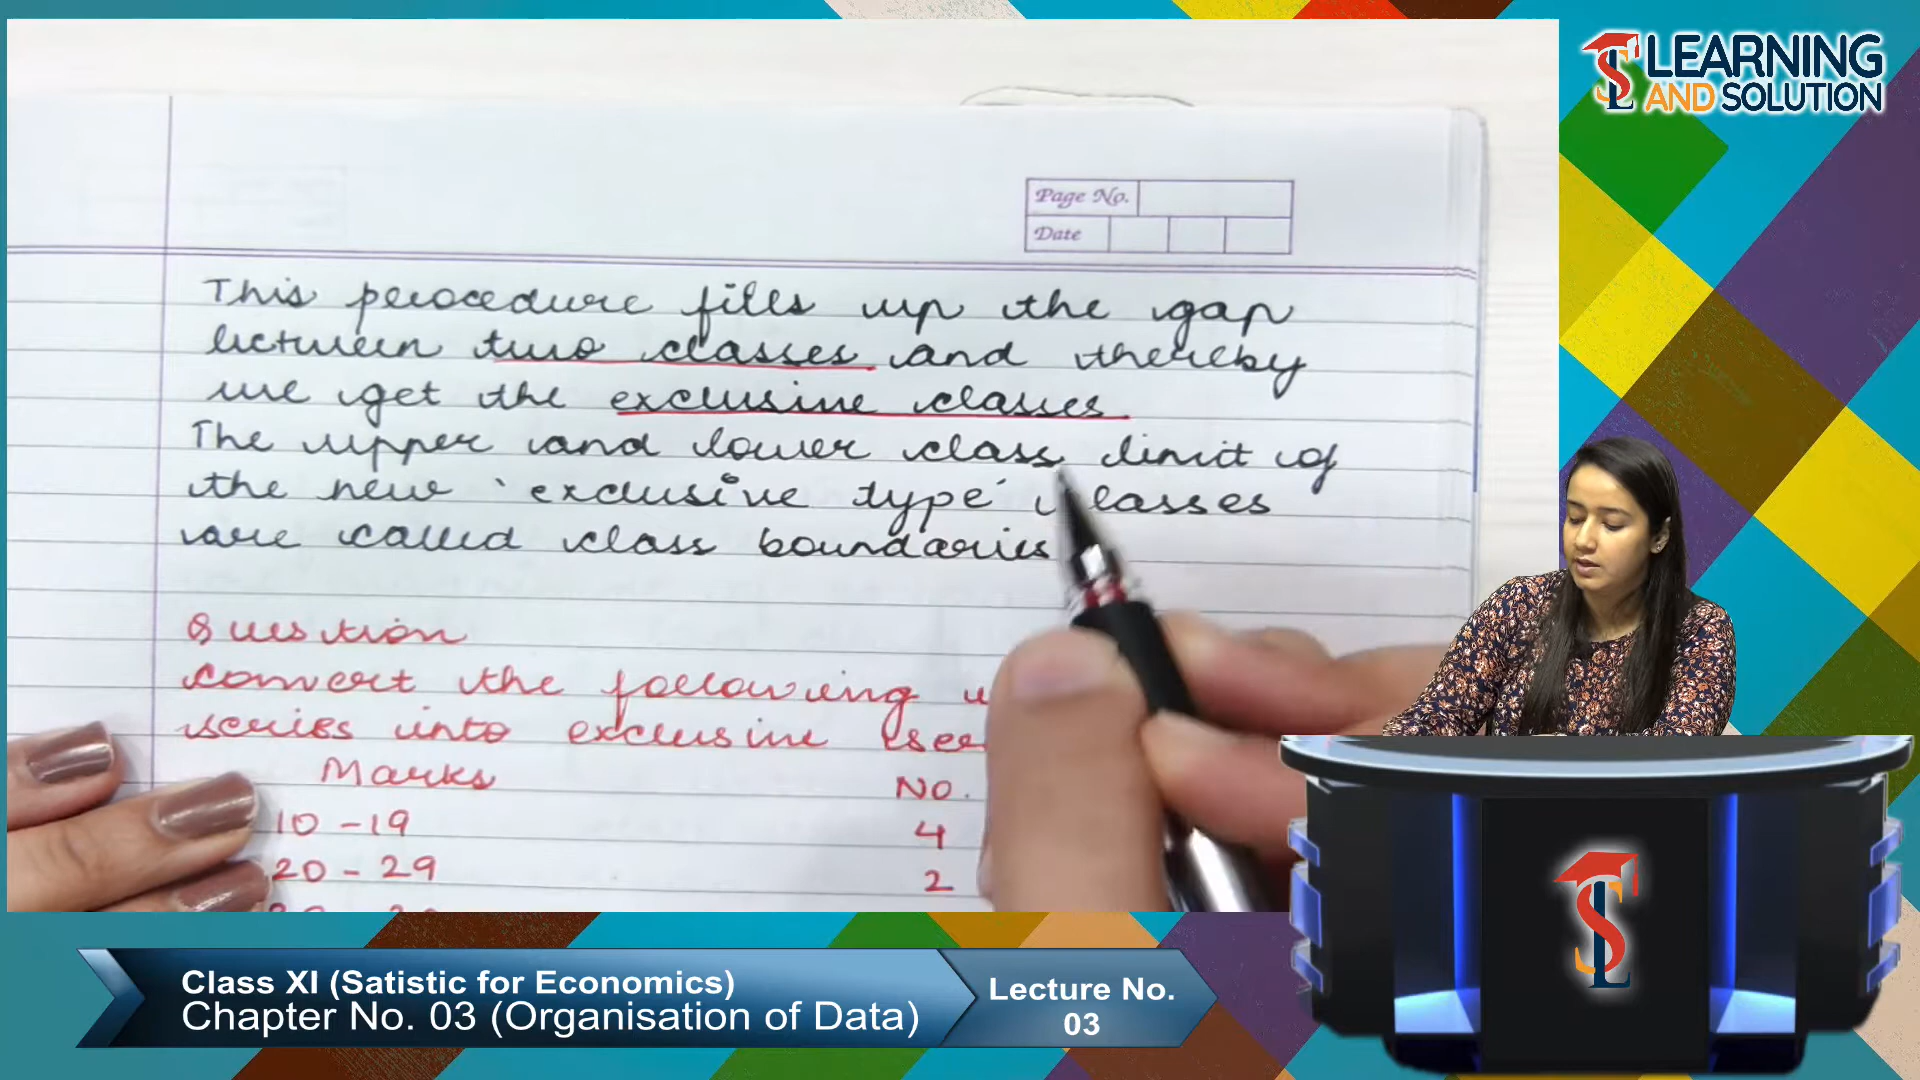 LEARNING
AND SOLUTION
Page No.
Date
This procedure fills up the gap
between two classes and thereby
we get the exclusive classes
The upper and lower class limit of
the new 'exclusive type' classes
are called class boundaries
Question
convert the following
series into exclusive
Marks
No.
10 - 19
4
20 - 29
2
Class XI (Satistic for Economics)
Chapter No. 03 (Organisation of Data)
Lecture No.
03